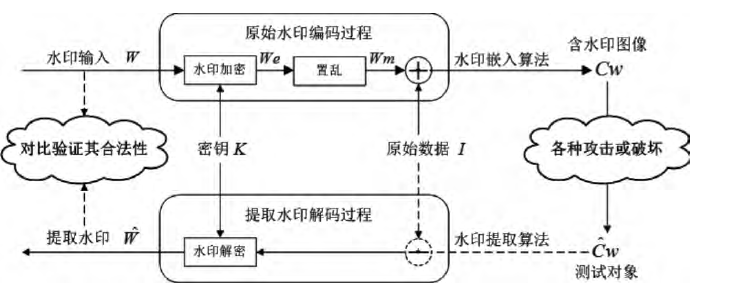 原始水印编码过程
水印输入 W
水印加密
We
置乱
Wm
水印嵌入算法
含水印图像
Cw
对比验证其合法性
密钥 K
原始数据 I
各种攻击或破坏
提取水印解码过程
提取水印 Ŵ
水印解密
水印提取算法
Ĉw
测试对象